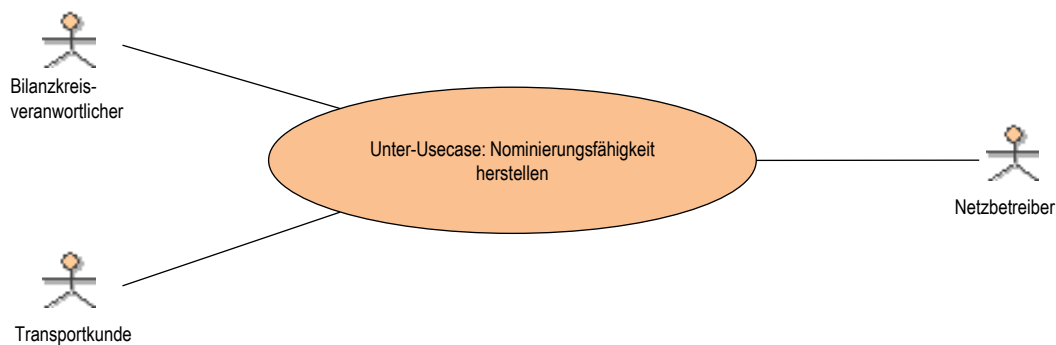 Bilanzkreis-
veranwortlicher
Unter-Usecase: Nominierungsfähigkeit
herstellen
Netzbetreiber
Transportkunde